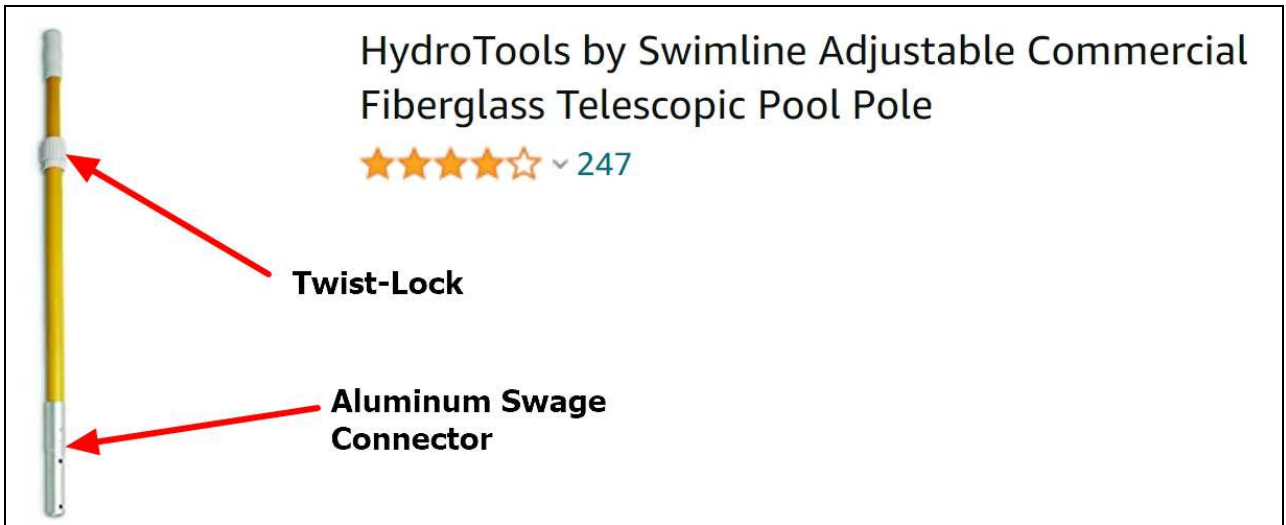 HydroTools by Swimline Adjustable Commercial
Fiberglass Telescopic Pool Pole
247
Twist-Lock
Aluminum Swage
Connector